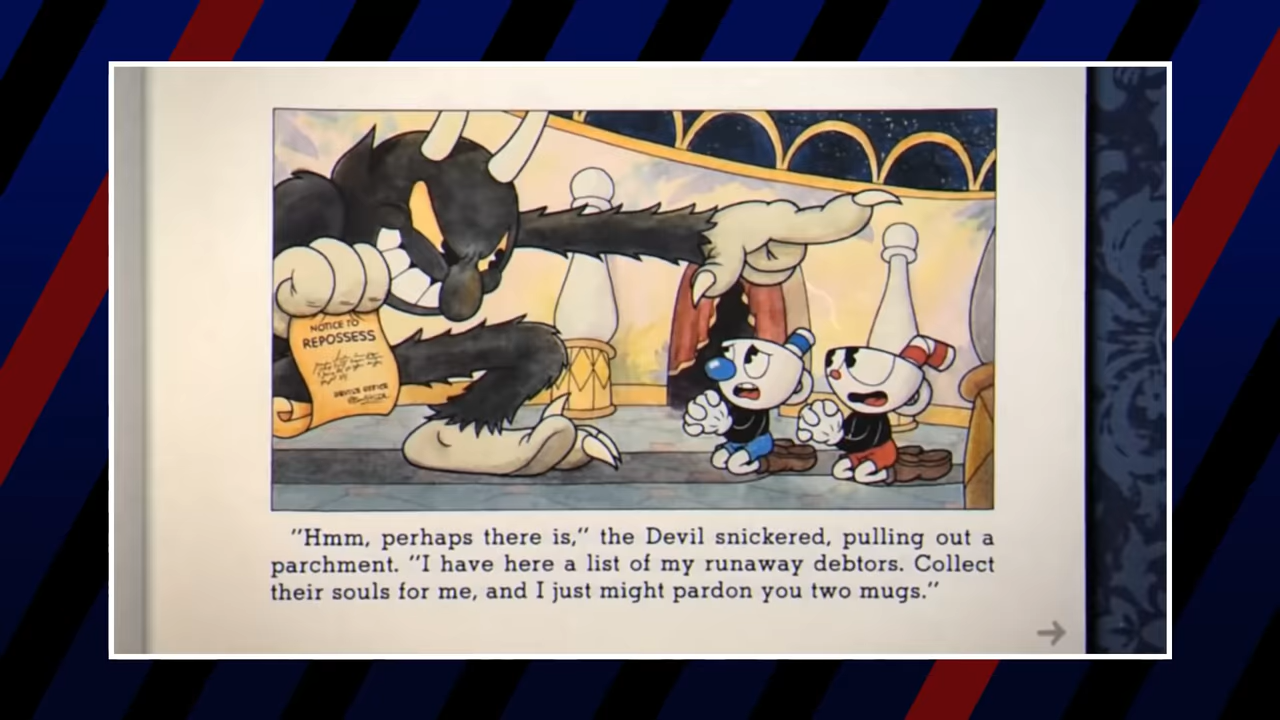 NOTICE TO
REPOSSESS
"Hmm, perhaps there is," the Devil snickered, pulling out a
parchment. "I have here a list of my runaway debtors. Collect
their souls for me, and I just might pardon you two mugs."